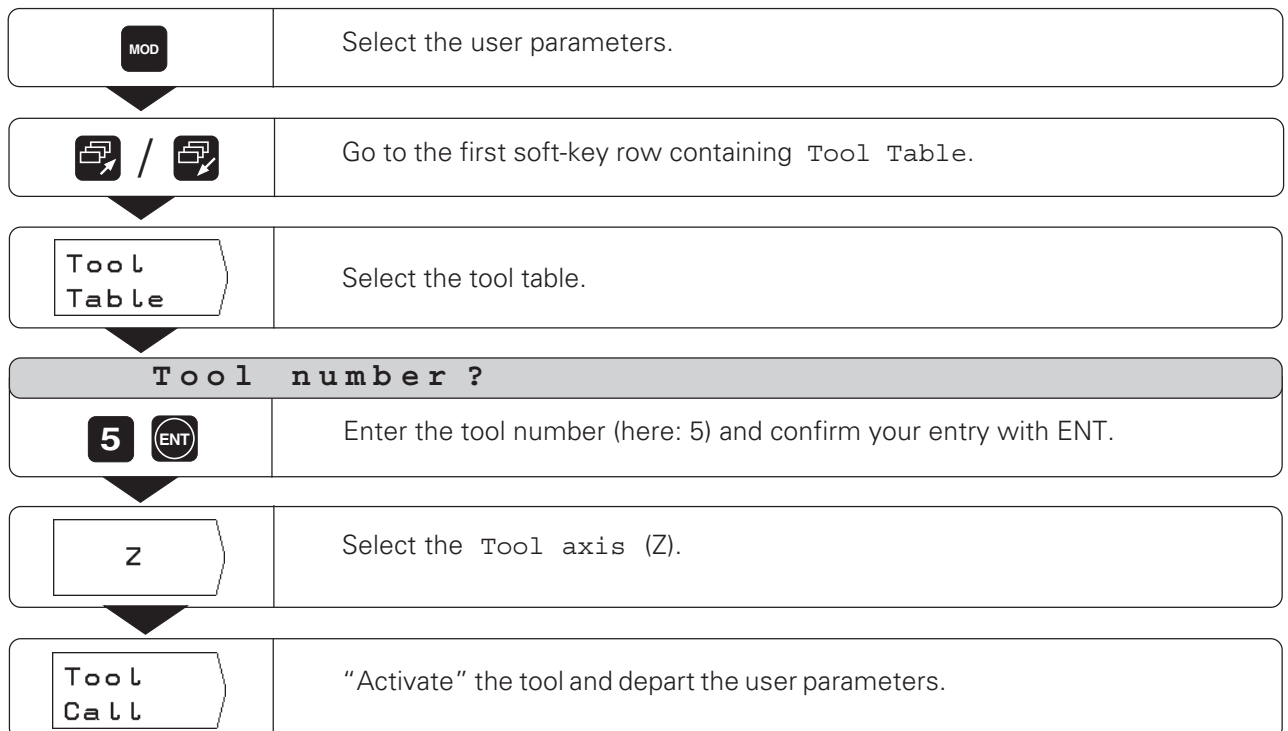 MOD
Select the user parameters.
/
Go to the first soft-key row containing Tool Table.
Tool
Table
Select the tool table.
Tool number ?
5 ENT
Enter the tool number (here: 5) and confirm your entry with ENT.
Z
Select the Tool axis (Z).
Tool
Call
“Activate” the tool and depart the user parameters.